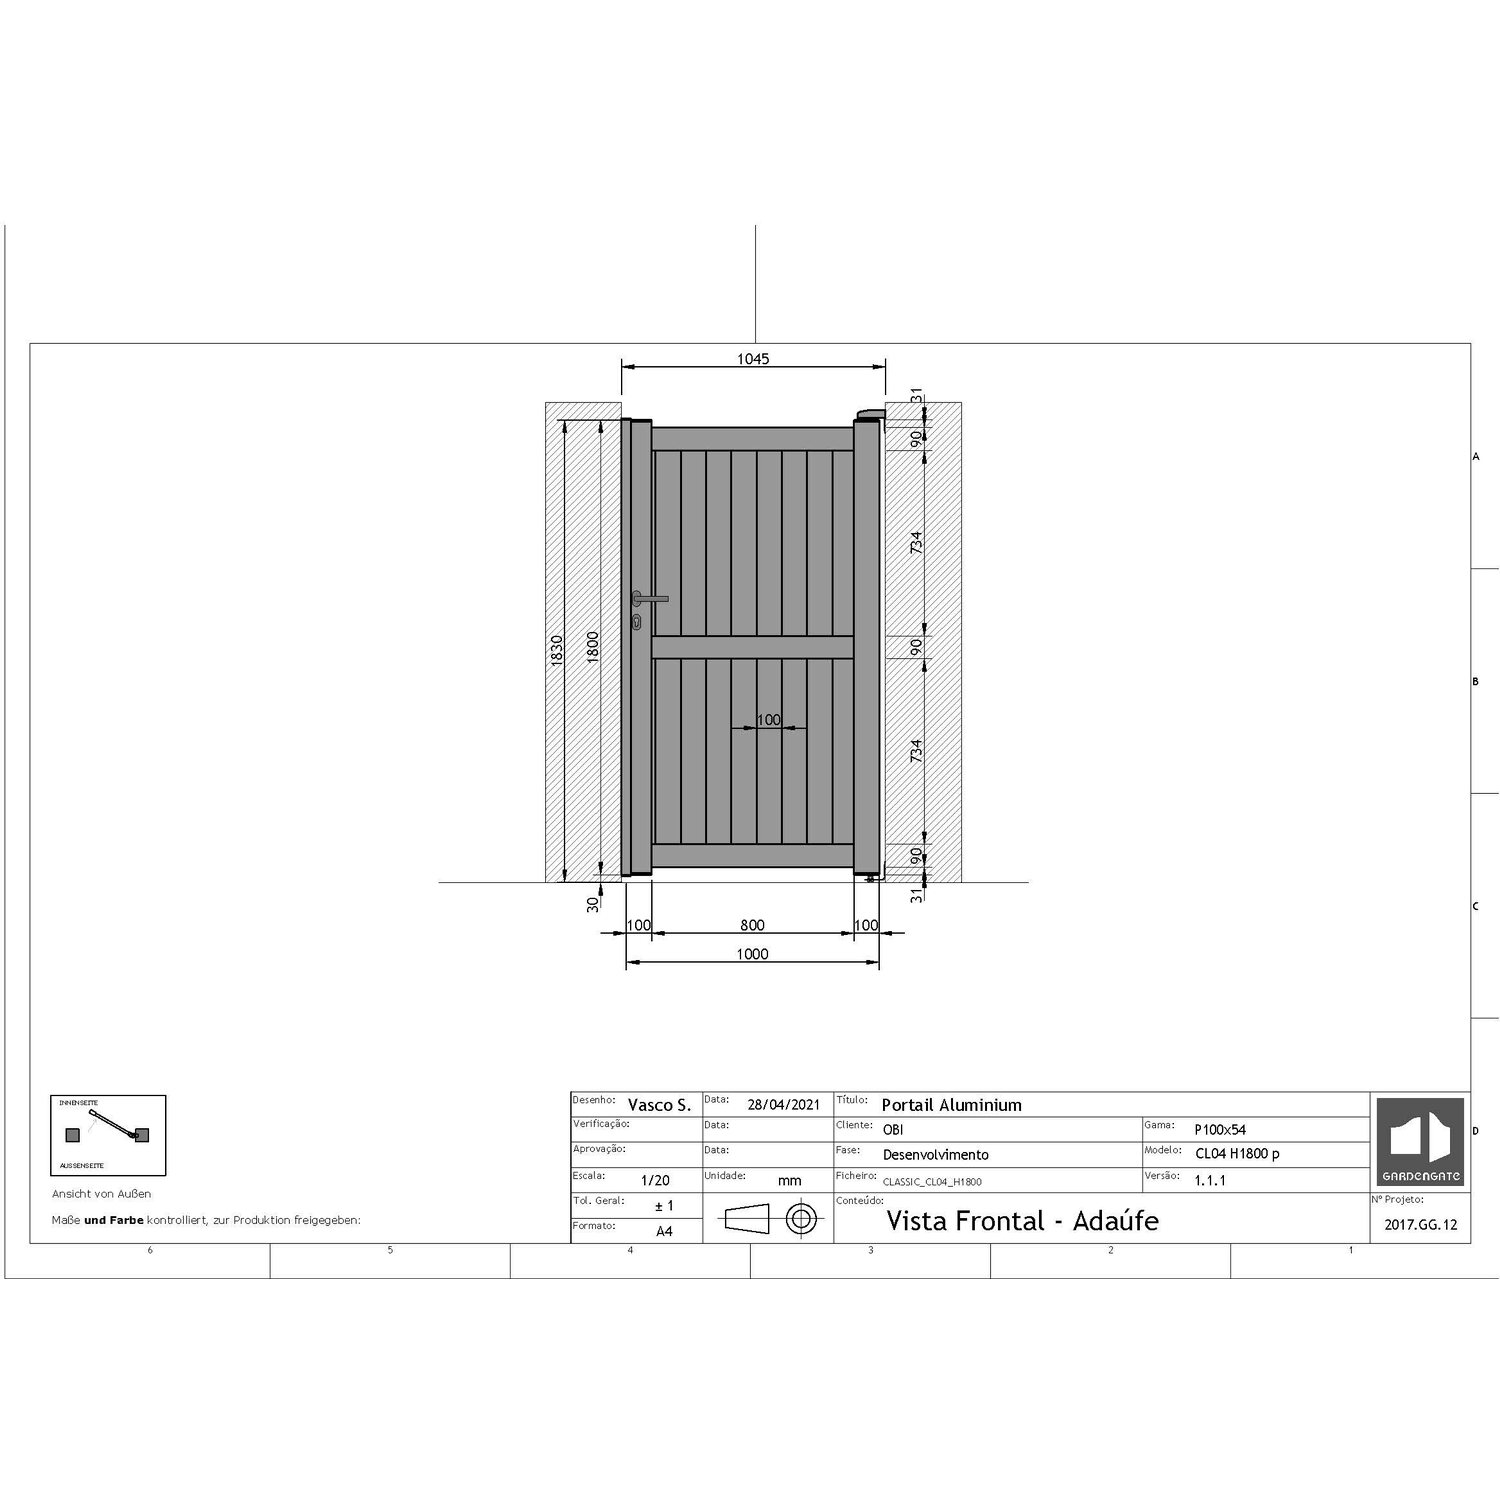 1045
31
90
734
90
734
90
31
1830
1800
30
100
100 800 100
1000
A
B
C
D
INNENSEITE
AUSSENSEITE
Ansicht von Außen
Maße und Farbe kontrolliert, zur Produktion freigegeben:
Desenho: Vasco S. Data: 28/04/2021 Título: Portail Aluminium
Verificação: Data: Cliente: OBI Gama: P100x54
Aprovação: Data: Fase: Desenvolvimento Modelo: CL04 H1800 p
Escala: 1/20 Unidade: mm Ficheiro: CLASSIC_CL04_H1800 Versão: 1.1.1
Tol. Geral: ± 1 Conteúdo: Vista Frontal - Adaúfe Nº Projeto: 2017.GG.12
Formato: A4
GARDENGATE
6 5 4 3 2 1